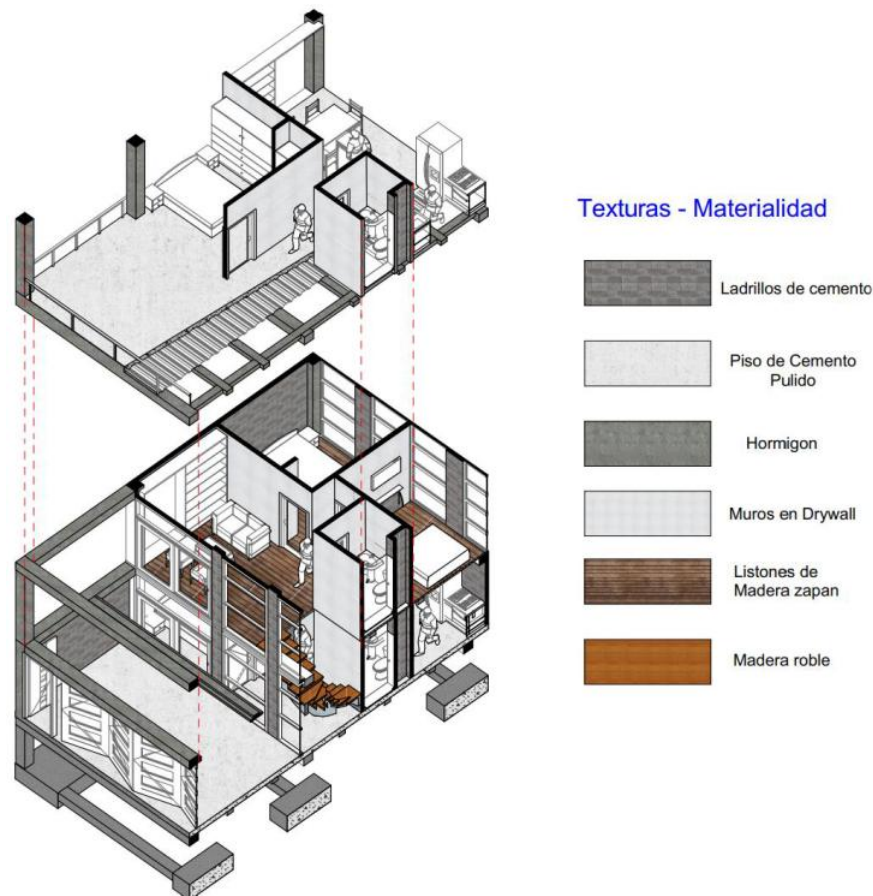 Texturas - Materialidad
Ladrillos de cemento
Piso de Cemento
Pulido
Hormigon
Muros en Drywall
Listones de
Madera zapan
Madera roble